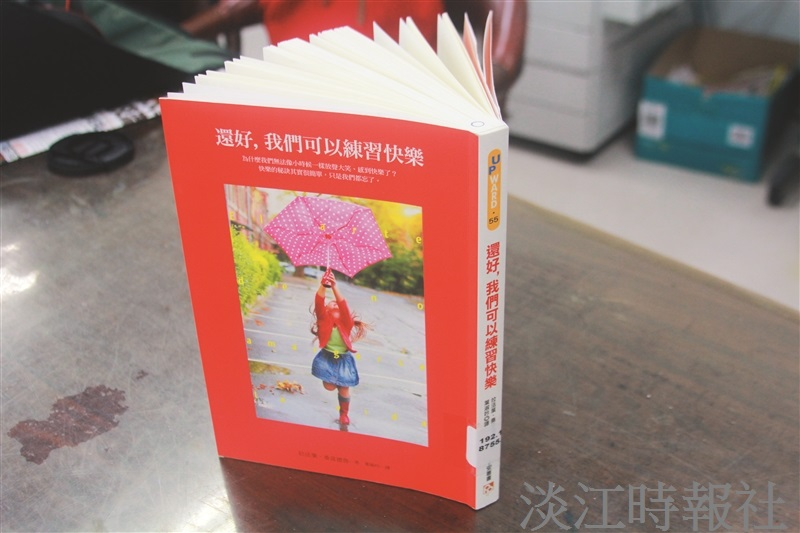 還好，我們可以練習快樂
為什麼我們無法像小時候一樣放聲大笑，感到快樂了？
快樂的秘訣其實很簡單，只是我們都忘了。
UPWARD・55
還好，我們可以練習快樂
192.1
8755
淡江時報社